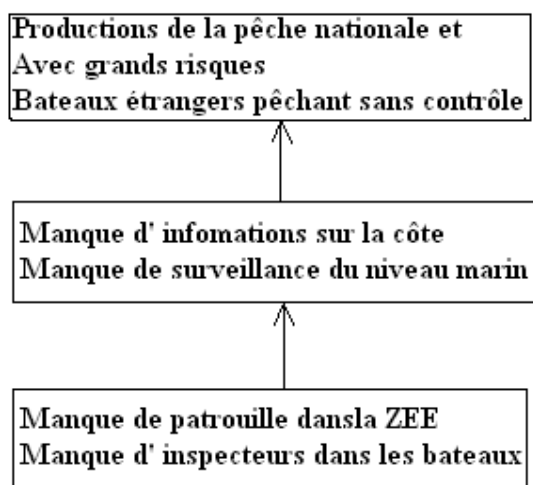 Productions de la pêche nationale et
Avec grands risques
Bateaux étrangers pêchant sans contrôle
Manque d' infomations sur la côte
Manque de surveillance du niveau marin
Manque de patrouille dansla ZEE
Manque d' inspecteurs dans les bateaux